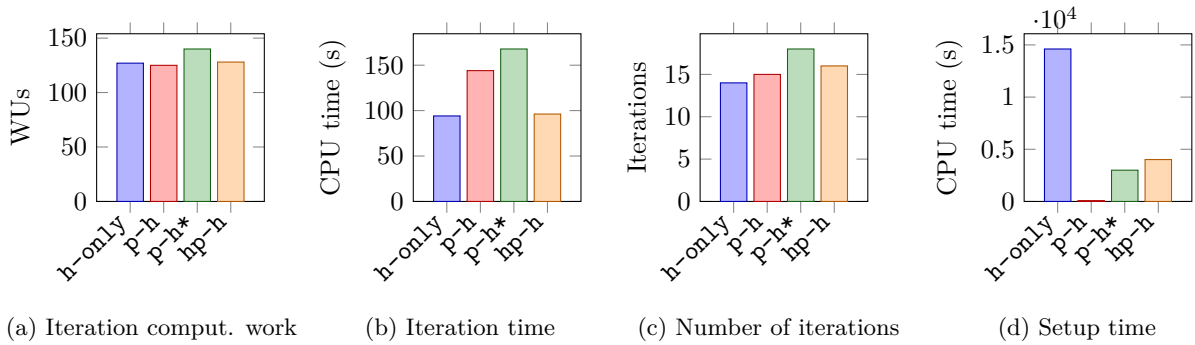 WUs
150
100
50
0
h-only
p-h
p-h*
hp-h
(a) Iteration comput. work
CPU time (s)
150
100
50
0
h-only
p-h
p-h*
hp-h
(b) Iteration time
Iterations
15
10
5
0
h-only
p-h
p-h*
hp-h
(c) Number of iterations
CPU time (s)
·10⁴
1.5
1
0.5
0
h-only
p-h
p-h*
hp-h
(d) Setup time